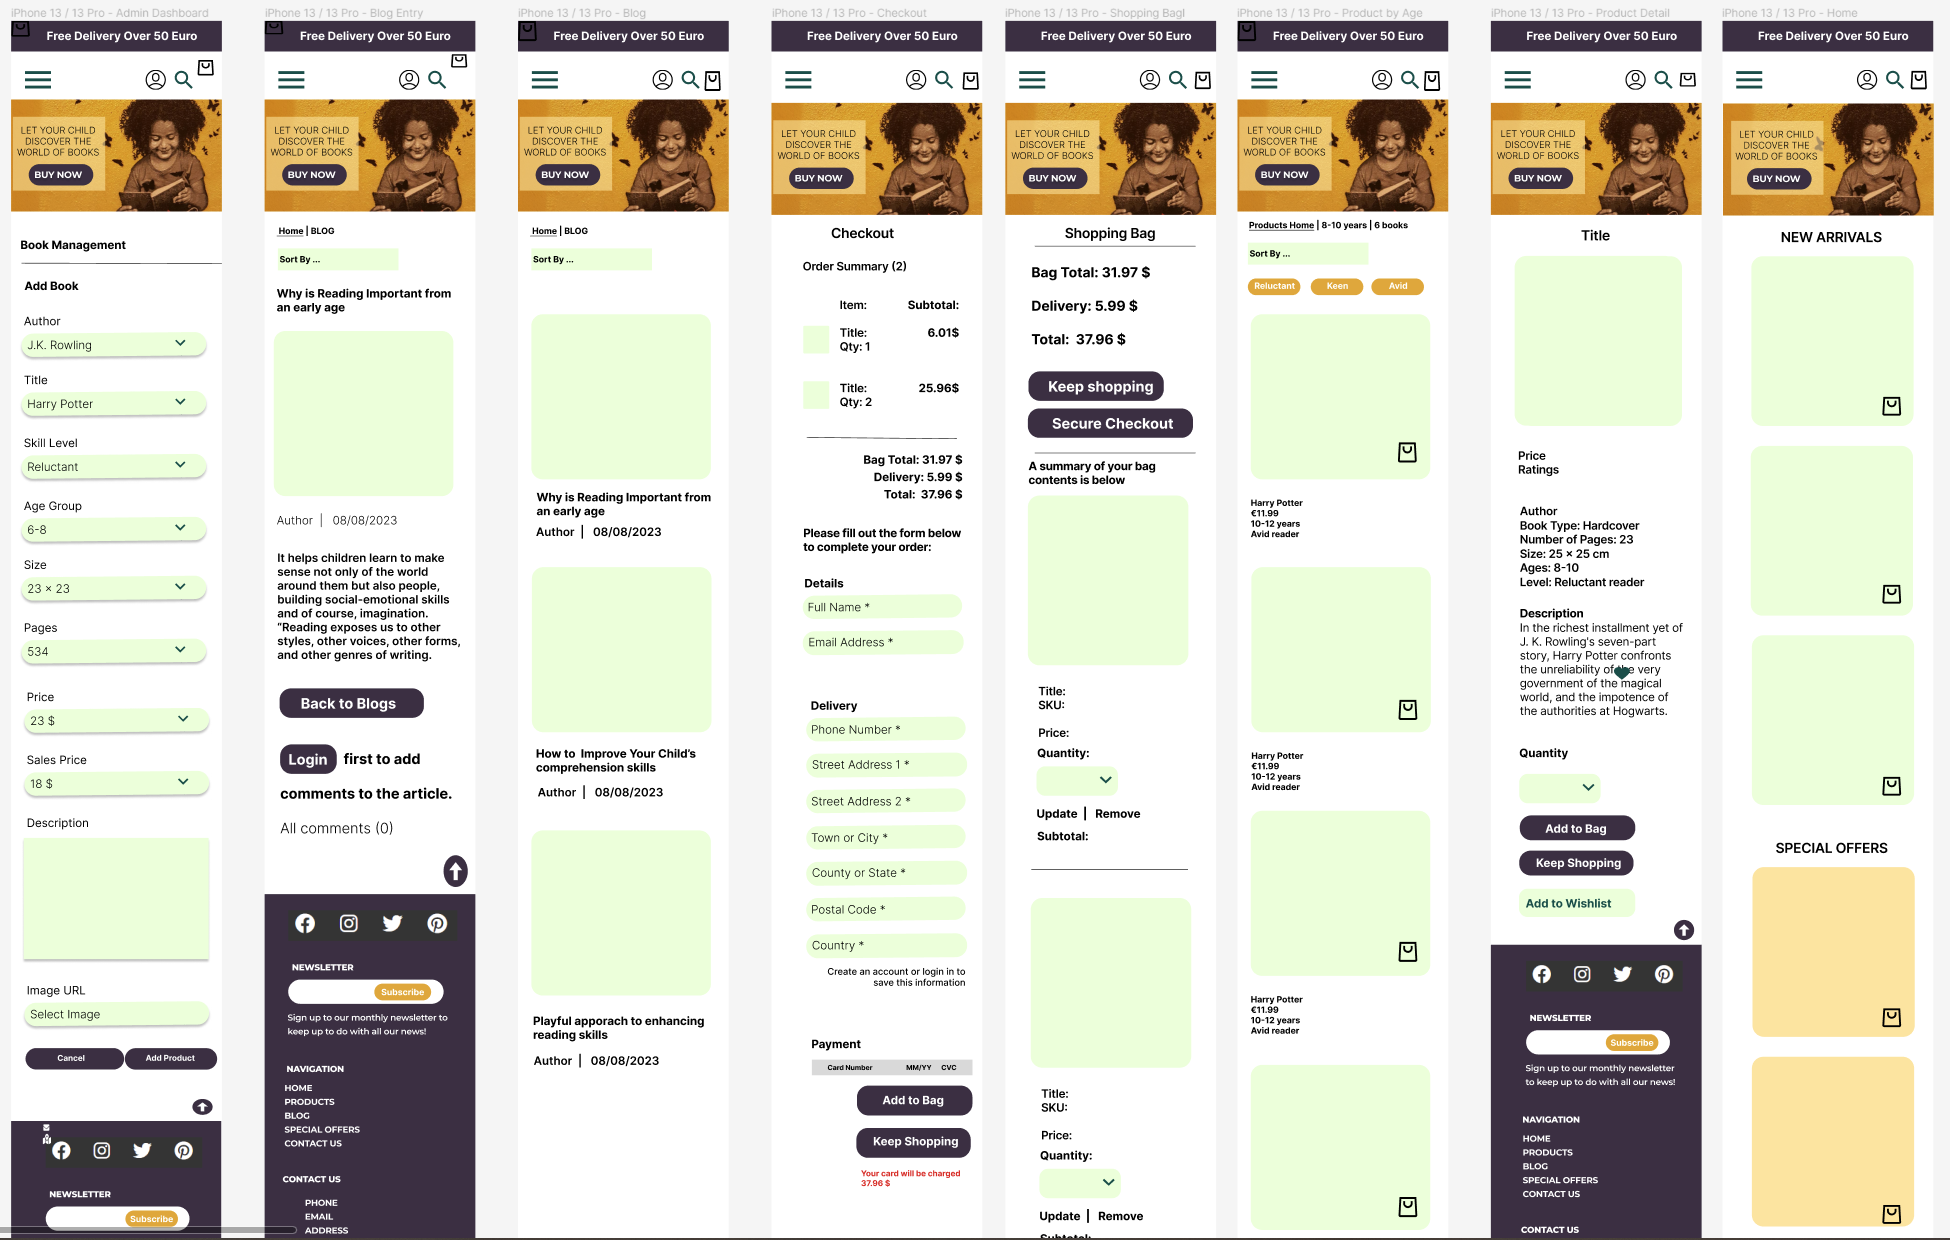 iPhone 13 / 13 Pro - Admin Dashboard
Free Delivery Over 50 Euro
LET YOUR CHILD
DISCOVER THE
WORLD OF BOOKS
BUY NOW
Book Management
Add Book
Author
J.K. Rowling
Title
Harry Potter
Skill Level
Reluctant
Age Group
6-8
Size
23 x 23
Pages
534
Price
23 $
Sales Price
18 $
Description
Image URL
Select Image
Cancel
Add Product
NEWSLETTER
Subscribe
iPhone 13 / 13 Pro - Blog Entry
Free Delivery Over 50 Euro
LET YOUR CHILD
DISCOVER THE
WORLD OF BOOKS
BUY NOW
Home | BLOG
Sort By ...
Why is Reading Important from
an early age
Author | 08/08/2023
It helps children learn to make
sense not only of the world
around them but also people,
building social-emotional skills
and of course, imagination.
“Reading exposes us to other
styles, other voices, other forms,
and other genres of writing.
Back to Blogs
Login first to add
comments to the article.
All comments (0)
NEWSLETTER
Subscribe
Sign up to our monthly newsletter to
keep up to do with all our news!
NAVIGATION
HOME
PRODUCTS
BLOG
SPECIAL OFFERS
CONTACT US
CONTACT US
PHONE
EMAIL
ADDRESS
iPhone 13 / 13 Pro - Blog
Free Delivery Over 50 Euro
LET YOUR CHILD
DISCOVER THE
WORLD OF BOOKS
BUY NOW
Home | BLOG
Sort By ...
Why is Reading Important from
an early age
Author | 08/08/2023
How to Improve Your Child's
comprehension skills
Author | 08/08/2023
Playful apporach to enhancing
reading skills
Author | 08/08/2023
iPhone 13 / 13 Pro - Checkout
Free Delivery Over 50 Euro
LET YOUR CHILD
DISCOVER THE
WORLD OF BOOKS
BUY NOW
Checkout
Order Summary (2)
Item: Subtotal:
Title: 6.01$
Qty: 1
Title: 25.96$
Qty: 2
Bag Total: 31.97 $
Delivery: 5.99 $
Total: 37.96 $
Please fill out the form below
to complete your order:
Details
Full Name *
Email Address *
Delivery
Phone Number *
Street Address 1 *
Street Address 2 *
Town or City *
County or State *
Postal Code *
Country *
Create an account or login in to
save this information
Payment
Card Number MM/YY CVC
Add to Bag
Keep Shopping
Your card will be charged
37.96 $
iPhone 13 / 13 Pro - Shopping Bagl
Free Delivery Over 50 Euro
LET YOUR CHILD
DISCOVER THE
WORLD OF BOOKS
BUY NOW
Shopping Bag
Bag Total: 31.97 $
Delivery: 5.99 $
Total: 37.96 $
Keep shopping
Secure Checkout
A summary of your bag
contents is below
Title:
SKU:
Price:
Quantity:
Update | Remove
Subtotal:
Title:
SKU:
Price:
Quantity:
Update | Remove
Subtotal:
iPhone 13 / 13 Pro - Product by Age
Free Delivery Over 50 Euro
LET YOUR CHILD
DISCOVER THE
WORLD OF BOOKS
BUY NOW
Products Home | 8-10 years | 6 books
Sort By ...
Reluctant Keen Avid
Harry Potter
€11.99
10-12 years
Avid reader
Harry Potter
€11.99
10-12 years
Avid reader
Harry Potter
€11.99
10-12 years
Avid reader
iPhone 13 / 13 Pro - Product Detail
Free Delivery Over 50 Euro
LET YOUR CHILD
DISCOVER THE
WORLD OF BOOKS
BUY NOW
Title
Price
Ratings
Author
Book Type: Hardcover
Number of Pages: 23
Size: 25 x 25 cm
Ages: 8-10
Level: Reluctant reader
Description
In the richest installment yet of
J. K. Rowling's seven-part
story, Harry Potter confronts
the unreliability of the very
government of the magical
world, and the impotence of
the authorities at Hogwarts.
Quantity
Add to Bag
Keep Shopping
Add to Wishlist
NEWSLETTER
Subscribe
Sign up to our monthly newsletter
to keep up to do with all our news!
NAVIGATION
HOME
PRODUCTS
BLOG
SPECIAL OFFERS
CONTACT US
CONTACT US
iPhone 13 / 13 Pro - Home
Free Delivery Over 50 Euro
LET YOUR CHILD
DISCOVER THE
WORLD OF BOOKS
BUY NOW
NEW ARRIVALS
SPECIAL OFFERS